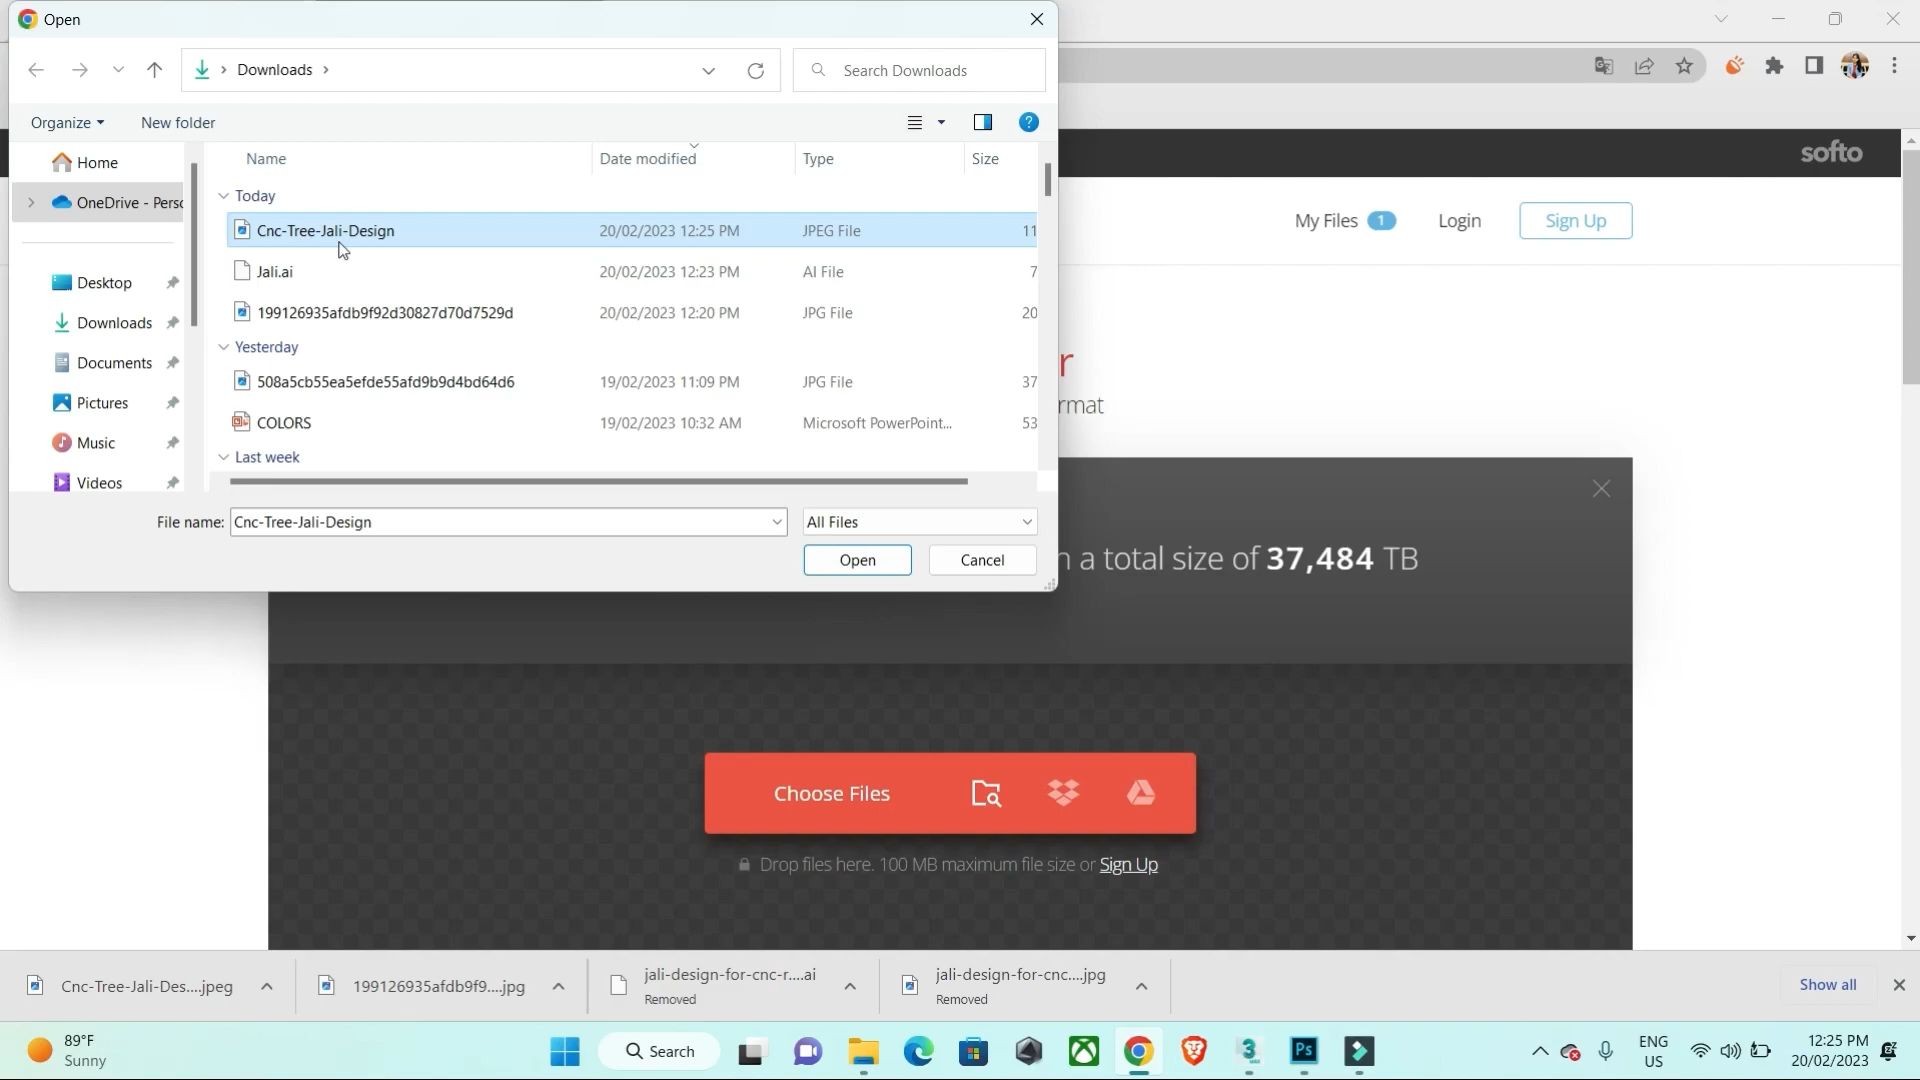 Open
Downloads
Search Downloads
Organize
New folder
Name
Date modified
Type
Size
Home
OneDrive - Perso
Desktop
Downloads
Documents
Pictures
Music
Videos
Today
Cnc-Tree-Jali-Design 20/02/2023 12:25 PM JPEG File 11
Jali.ai 20/02/2023 12:23 PM AI File 7
199126935afdb9f92d30827d70d7529d 20/02/2023 12:20 PM JPG File 20
Yesterday
508a5cb55ea5efde55afd9b9d4bd64d6 19/02/2023 11:09 PM JPG File 37
COLORS 19/02/2023 10:32 AM Microsoft PowerPoint... 53
Last week
File name: Cnc-Tree-Jali-Design
All Files
Open
Cancel
softo
My Files 1
Login
Sign Up
r
rmat
a total size of 37,484 TB
Choose Files
Drop files here. 100 MB maximum file size or Sign Up
Cnc-Tree-Jali-Des....jpeg
199126935afdb9f9....jpg
jali-design-for-cnc-r....ai
Removed
jali-design-for-cnc....jpg
Removed
Show all
89°F
Sunny
Search
Ps
3
ENG
US
12:25 PM
20/02/2023